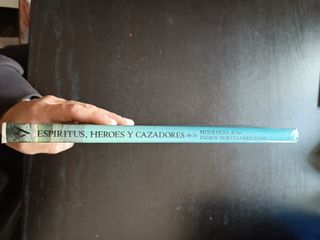 ESPIRITUS, HEROES Y CAZADORES de la
MITOLOGIA de los
INDIOS NORTEAMERICANOS